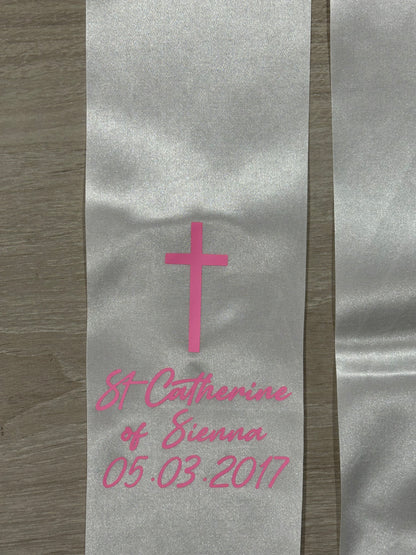 St Catherine
of Sienna
05.03.2017